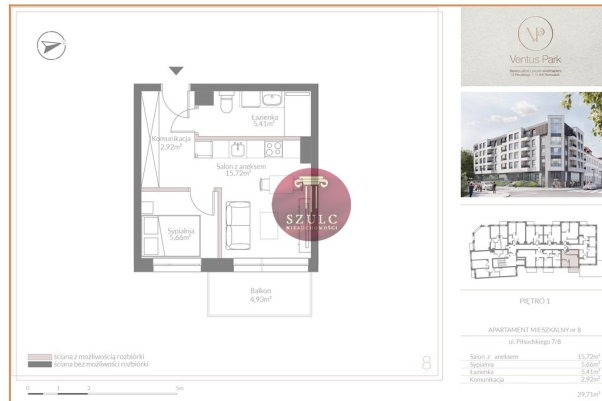 Łazienka
5,41m²
Komunikacja
2,92m²
Salon z aneksem
15,72m²
SZULC
NIERUCHOMOŚCI
Sypialnia
5,66m²
Balkon
4,93m²
ściana z możliwością rozbiórki
ściana bez możliwości rozbiórki
8
0 1 3 5m
VP
Ventus Park
PIĘTRO 1
APARTAMENT MIESZKALNY nr 8
ul. Piłsudskiego 7/8
Salon z aneksem 15,72m²
Sypialnia 5,66m²
Łazienka 5,41m²
Komunikacja 2,92m²
29,71m²